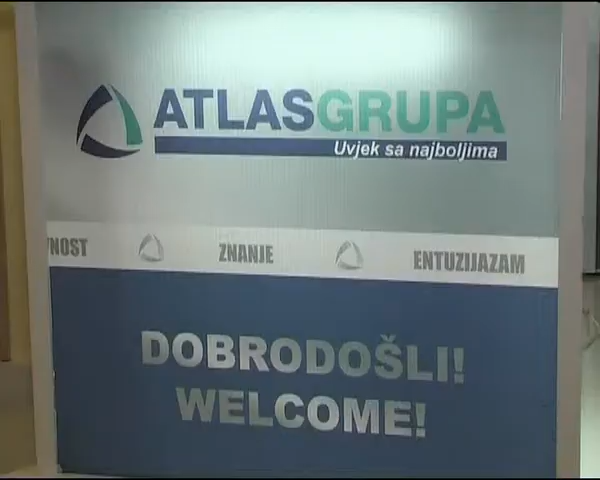 ATLASGRUPA
Uvjek sa najboljima
ZNANJE ENTUZIJAZAM
DOBRODOŠLI!
WELCOME!